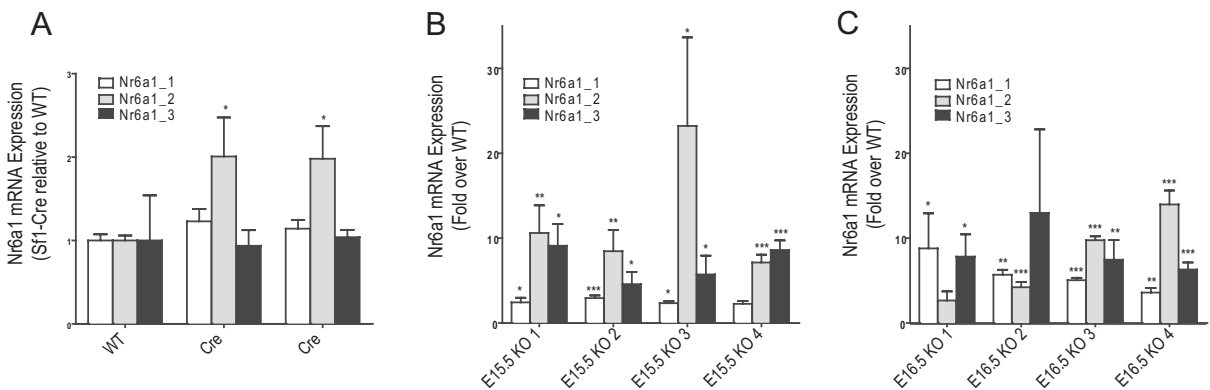 A
Nr6a1 mRNA Expression
(Sf1-Cre relative to WT)
3
2
1
0
Nr6a1_1
Nr6a1_2
Nr6a1_3
*
*
WT
Cre
Cre
B
Nr6a1 mRNA Expression
(Fold over WT)
30
20
10
0
Nr6a1_1
Nr6a1_2
Nr6a1_3
*
**
*
***
**
*
*
*
*
***
***
E15.5 KO 1
E15.5 KO 2
E15.5 KO 3
E15.5 KO 4
C
Nr6a1 mRNA Expression
(Fold over WT)
30
20
10
0
Nr6a1_1
Nr6a1_2
Nr6a1_3
*
*
**
***
***
***
**
**
***
***
E16.5 KO 1
E16.5 KO 2
E16.5 KO 3
E16.5 KO 4